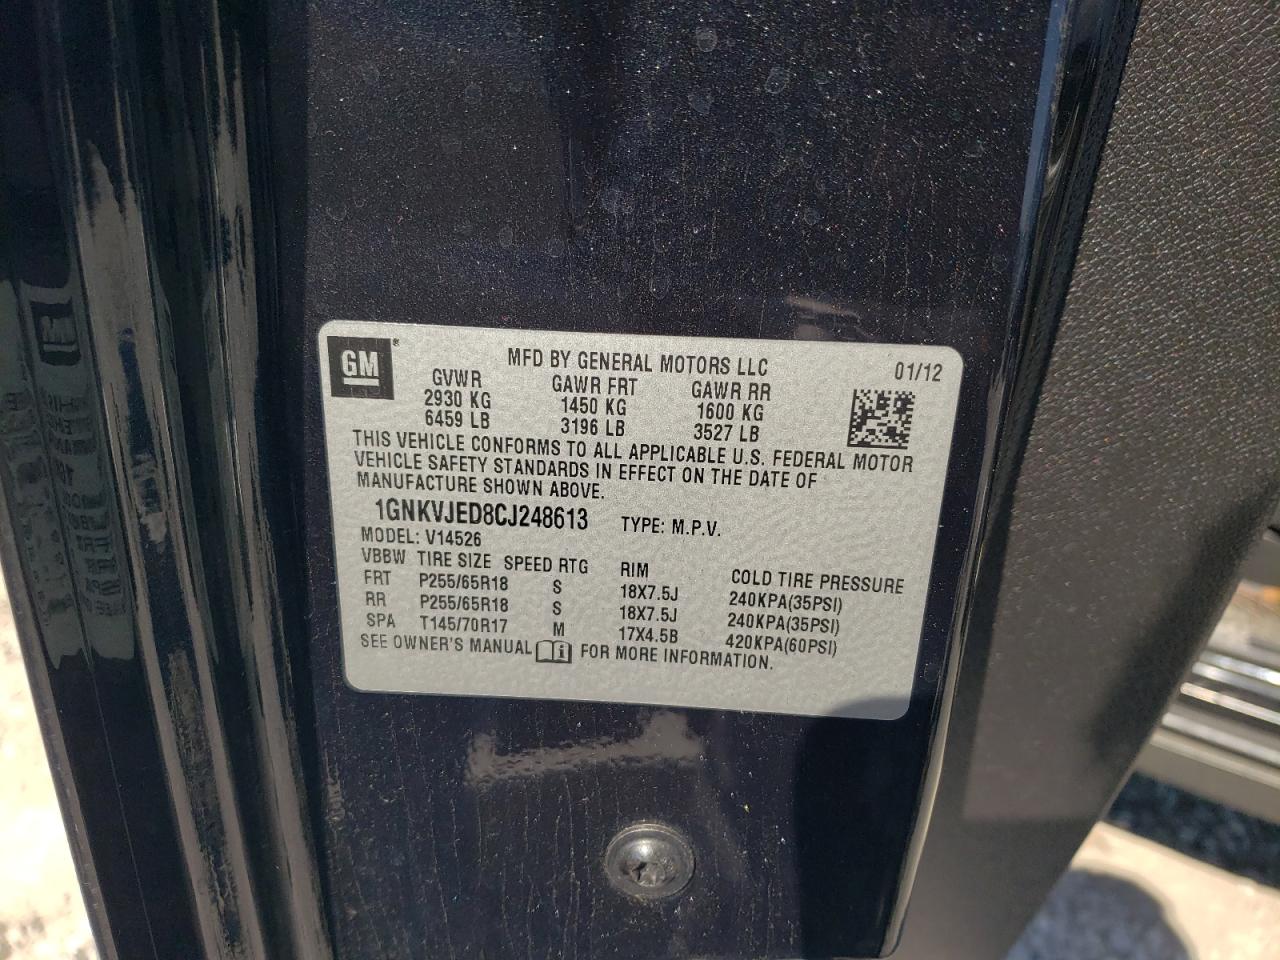 GM®
MFD BY GENERAL MOTORS LLC 01/12
GVWR GAWR FRT GAWR RR
2930 KG 1450 KG 1600 KG
6459 LB 3196 LB 3527 LB
THIS VEHICLE CONFORMS TO ALL APPLICABLE U.S. FEDERAL MOTOR
VEHICLE SAFETY STANDARDS IN EFFECT ON THE DATE OF
MANUFACTURE SHOWN ABOVE.
1GNKVJED8CJ248613 TYPE: M.P.V.
MODEL: V14526
VBBW TIRE SIZE SPEED RTG RIM COLD TIRE PRESSURE
FRT P255/65R18 S 18X7.5J 240KPA(35PSI)
RR P255/65R18 S 18X7.5J 240KPA(35PSI)
SPA T145/70R17 M 17X4.5B 420KPA(60PSI)
SEE OWNER'S MANUAL i FOR MORE INFORMATION.